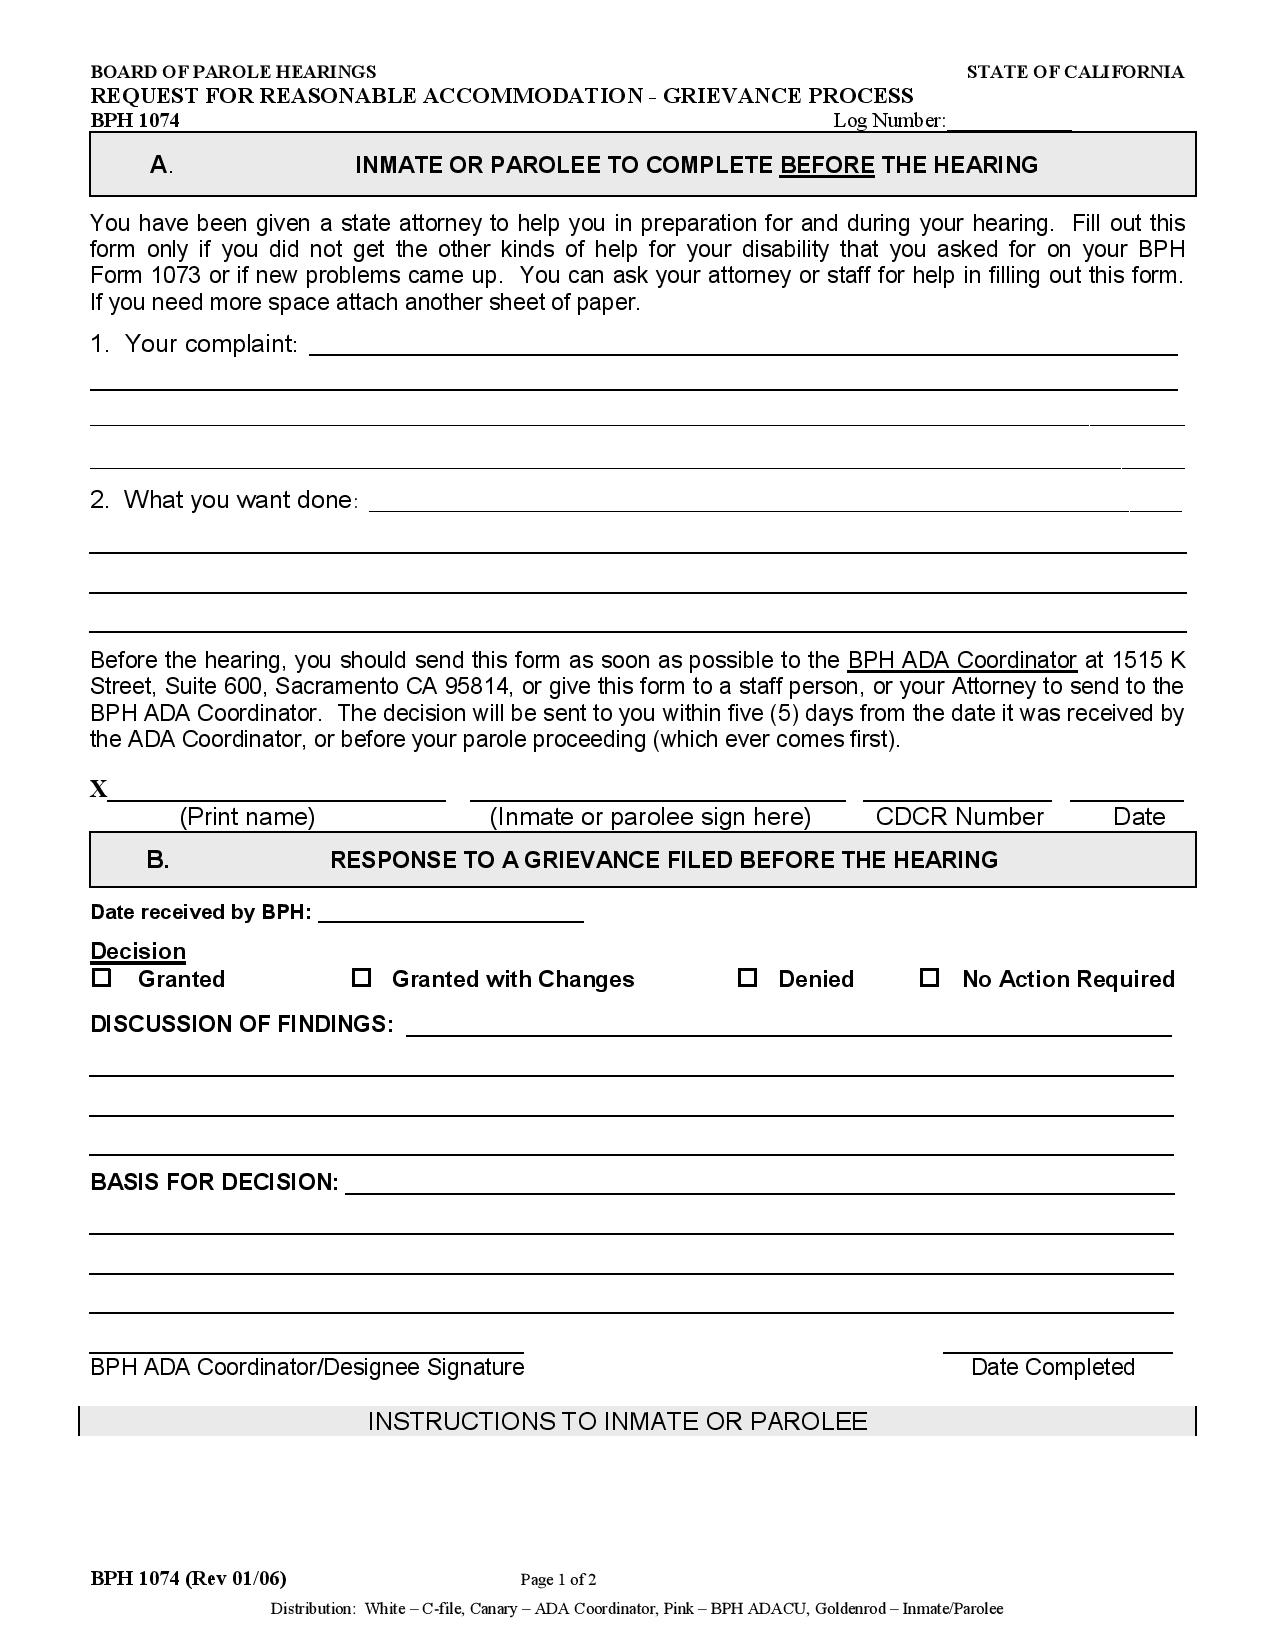 BOARD OF PAROLE HEARINGS STATE OF CALIFORNIA
REQUEST FOR REASONABLE ACCOMMODATION - GRIEVANCE PROCESS
BPH 1074 Log Number:
A. INMATE OR PAROLEE TO COMPLETE BEFORE THE HEARING
You have been given a state attorney to help you in preparation for and during your hearing. Fill out this
form only if you did not get the other kinds of help for your disability that you asked for on your BPH
Form 1073 or if new problems came up. You can ask your attorney or staff for help in filling out this form.
If you need more space attach another sheet of paper.
1. Your complaint:
2. What you want done:
Before the hearing, you should send this form as soon as possible to the BPH ADA Coordinator at 1515 K
Street, Suite 600, Sacramento CA 95814, or give this form to a staff person, or your Attorney to send to the
BPH ADA Coordinator. The decision will be sent to you within five (5) days from the date it was received by
the ADA Coordinator, or before your parole proceeding (which ever comes first).
X
(Print name) (Inmate or parolee sign here) CDCR Number Date
B. RESPONSE TO A GRIEVANCE FILED BEFORE THE HEARING
Date received by BPH:
Decision
☐ Granted ☐ Granted with Changes ☐ Denied ☐ No Action Required
DISCUSSION OF FINDINGS:
BASIS FOR DECISION:
BPH ADA Coordinator/Designee Signature Date Completed
INSTRUCTIONS TO INMATE OR PAROLEE
BPH 1074 (Rev 01/06) Page 1 of 2
Distribution: White – C-file, Canary – ADA Coordinator, Pink – BPH ADACU, Goldenrod – Inmate/Parolee